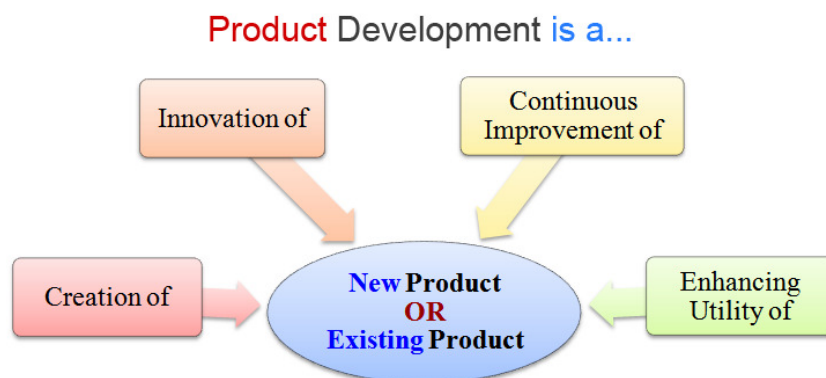 Product Development is a...
Innovation of
Continuous
Improvement of
Creation of
New Product
OR
Existing Product
Enhancing
Utility of